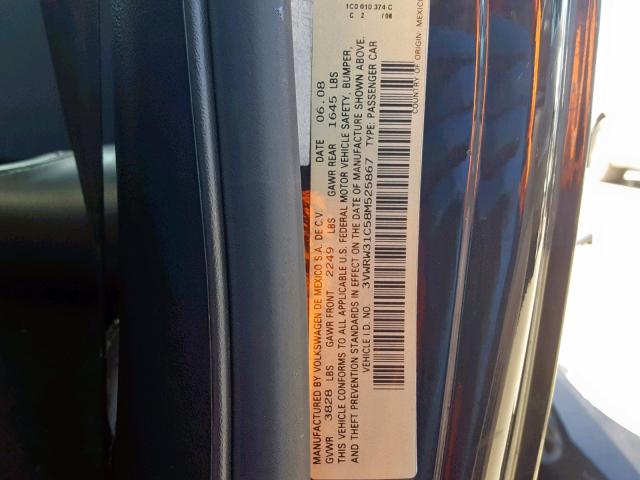 MANUFACTURED BY VOLKSWAGEN DE MEXICO S.A. DE C.V. DATE 06.08
GVWR 3828 LBS GAWR FRONT 2249 LBS GAWR REAR 1645 LBS
THIS VEHICLE CONFORMS TO ALL APPLICABLE U.S. FEDERAL MOTOR VEHICLE SAFETY, BUMPER,
AND THEFT PREVENTION STANDARDS IN EFFECT ON THE DATE OF MANUFACTURE SHOWN ABOVE.
VEHICLE I.D. NO. 3VWRW31C58M525867 TYPE: PASSENGER CAR
1C0 010 374 C
C 2 /08
COUNTRY OF ORIGIN: MEXICO